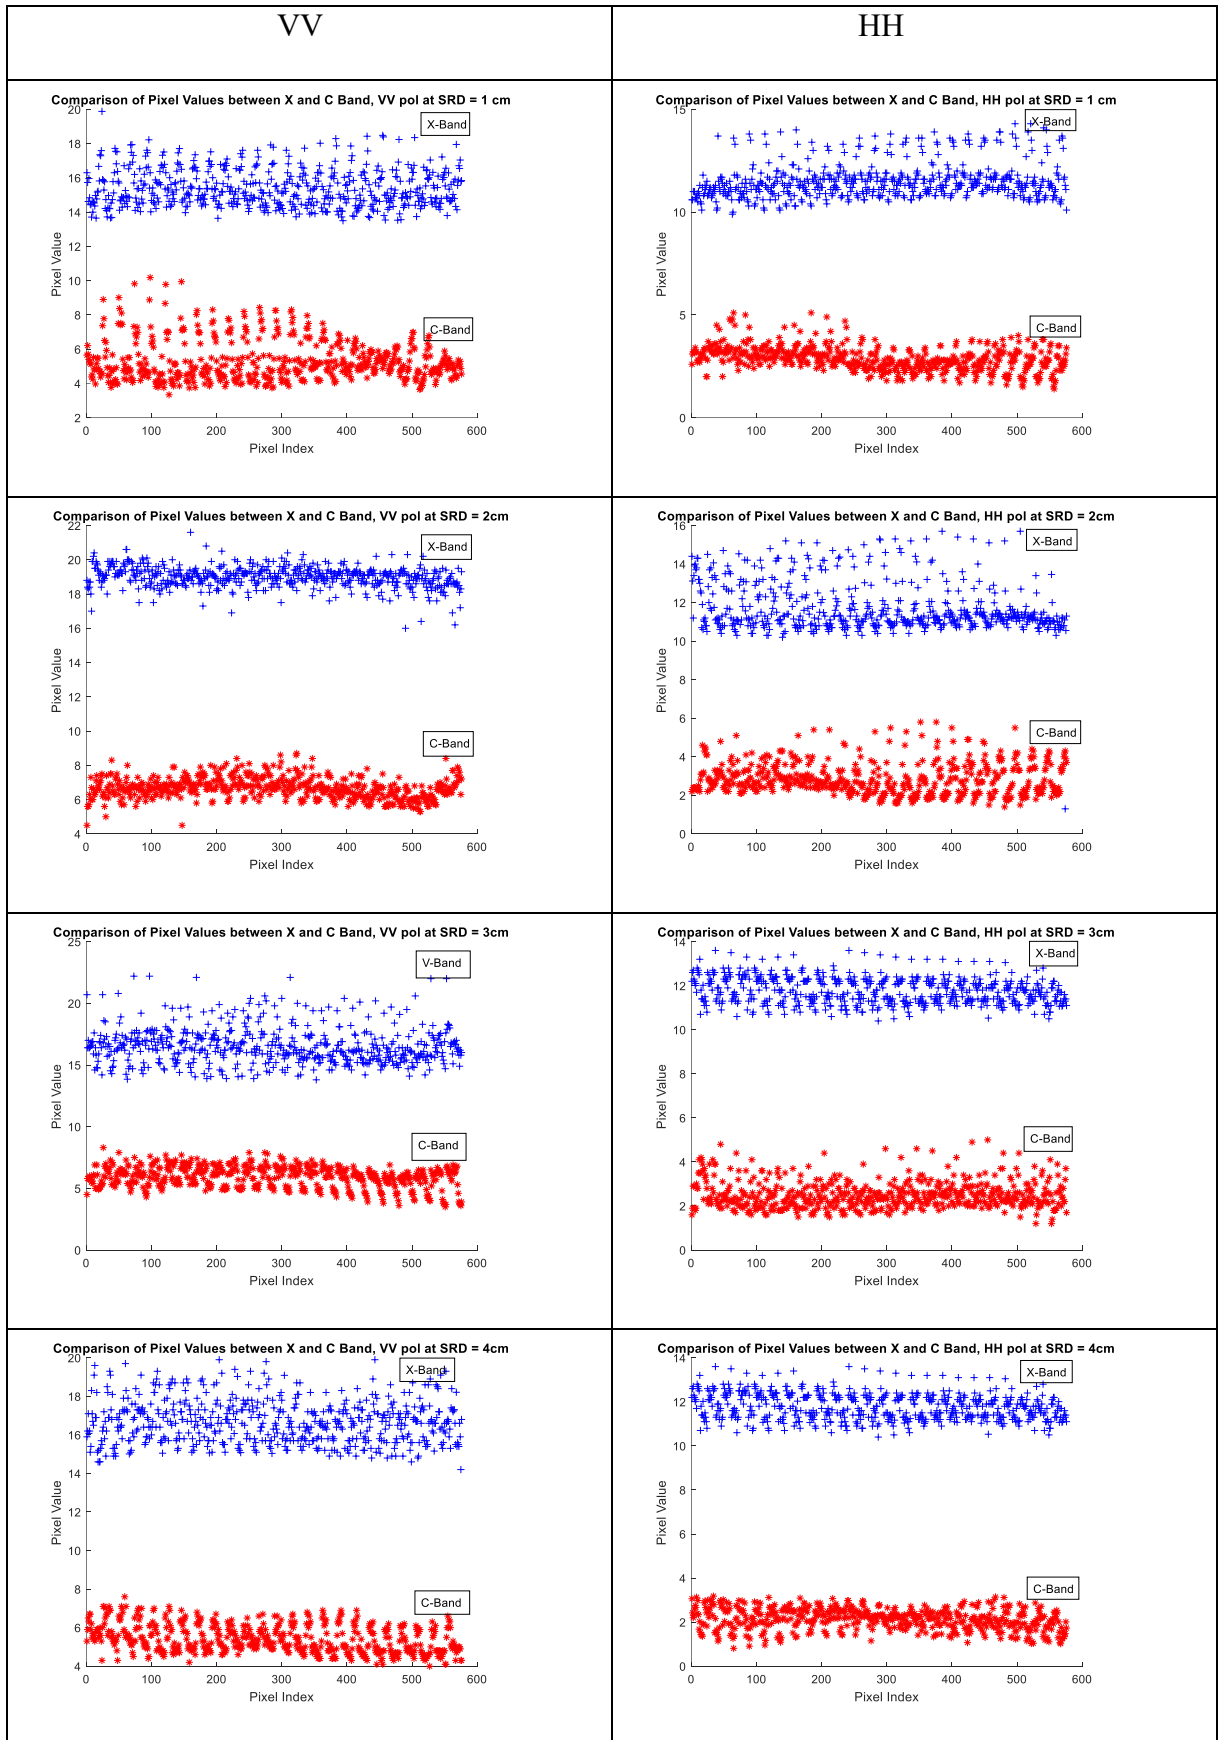 VV
HH
Comparison of Pixel Values between X and C Band, VV pol at SRD = 1 cm
20
18
16
14
12
10
8
6
4
2
Pixel Value
X-Band
C-Band
0 100 200 300 400 500 600
Pixel Index
Comparison of Pixel Values between X and C Band, HH pol at SRD = 1 cm
15
10
5
0
Pixel Value
X-Band
C-Band
0 100 200 300 400 500 600
Pixel Index
Comparison of Pixel Values between X and C Band, VV pol at SRD = 2cm
22
20
18
16
14
12
10
8
6
4
Pixel Value
X-Band
C-Band
0 100 200 300 400 500 600
Pixel Index
Comparison of Pixel Values between X and C Band, HH pol at SRD = 2cm
16
14
12
10
8
6
4
2
0
Pixel Value
X-Band
C-Band
0 100 200 300 400 500 600
Pixel Index
Comparison of Pixel Values between X and C Band, VV pol at SRD = 3cm
25
20
15
10
5
0
Pixel Value
V-Band
C-Band
0 100 200 300 400 500 600
Pixel Index
Comparison of Pixel Values between X and C Band, HH pol at SRD = 3cm
14
12
10
8
6
4
2
0
Pixel Value
X-Band
C-Band
0 100 200 300 400 500 600
Pixel Index
Comparison of Pixel Values between X and C Band, VV pol at SRD = 4cm
20
18
16
14
12
10
8
6
4
Pixel Value
X-Band
C-Band
0 100 200 300 400 500 600
Pixel Index
Comparison of Pixel Values between X and C Band, HH pol at SRD = 4cm
14
12
10
8
6
4
2
0
Pixel Value
X-Band
C-Band
0 100 200 300 400 500 600
Pixel Index